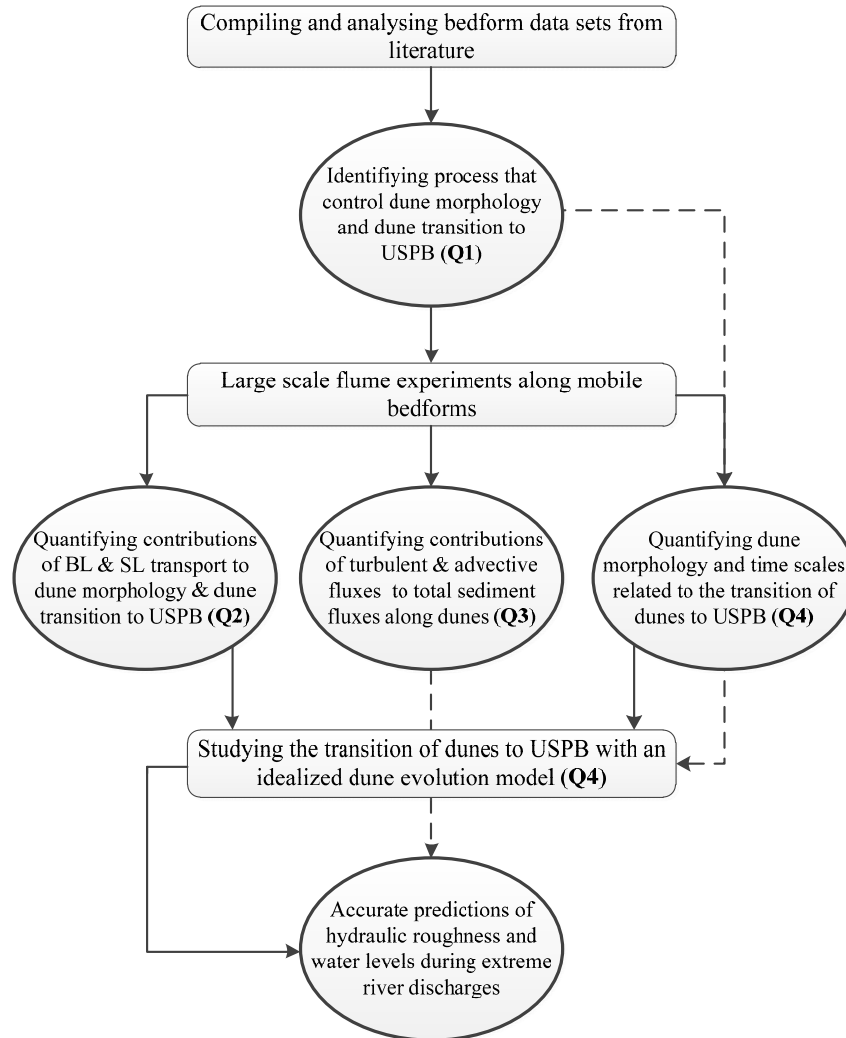 Compiling and analysing bedform data sets from
literature
Identifiying process that
control dune morphology
and dune transition to
USPB (Q1)
Large scale flume experiments along mobile
bedforms
Quantifying contributions
of BL & SL transport to
dune morphology & dune
transition to USPB (Q2)
Quantifying contributions
of turbulent & advective
fluxes to total sediment
fluxes along dunes (Q3)
Quantifying dune
morphology and time scales
related to the transition of
dunes to USPB (Q4)
Studying the transition of dunes to USPB with an
idealized dune evolution model (Q4)
Accurate predictions of
hydraulic roughness and
water levels during extreme
river discharges